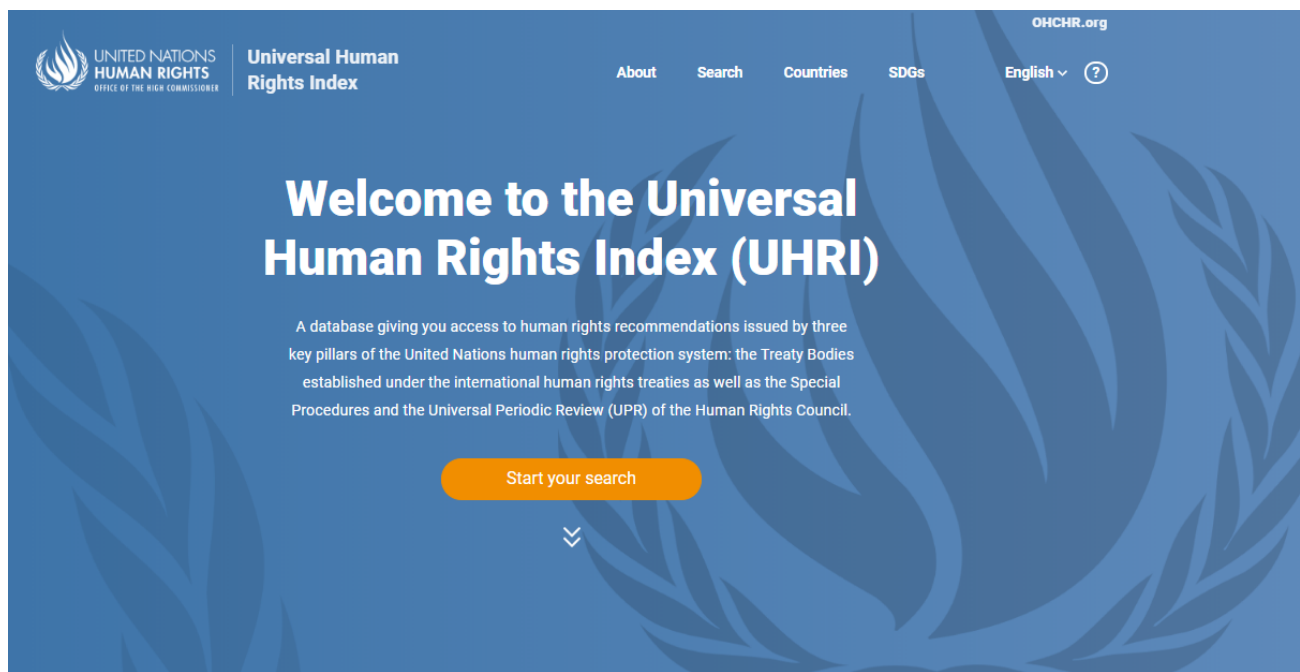 OHCHR.org
UNITED NATIONS
HUMAN RIGHTS
OFFICE OF THE HIGH COMMISSIONER
Universal Human
Rights Index
About Search Countries SDGs English ?
Welcome to the Universal
Human Rights Index (UHRI)
A database giving you access to human rights recommendations issued by three
key pillars of the United Nations human rights protection system: the Treaty Bodies
established under the international human rights treaties as well as the Special
Procedures and the Universal Periodic Review (UPR) of the Human Rights Council.
Start your search